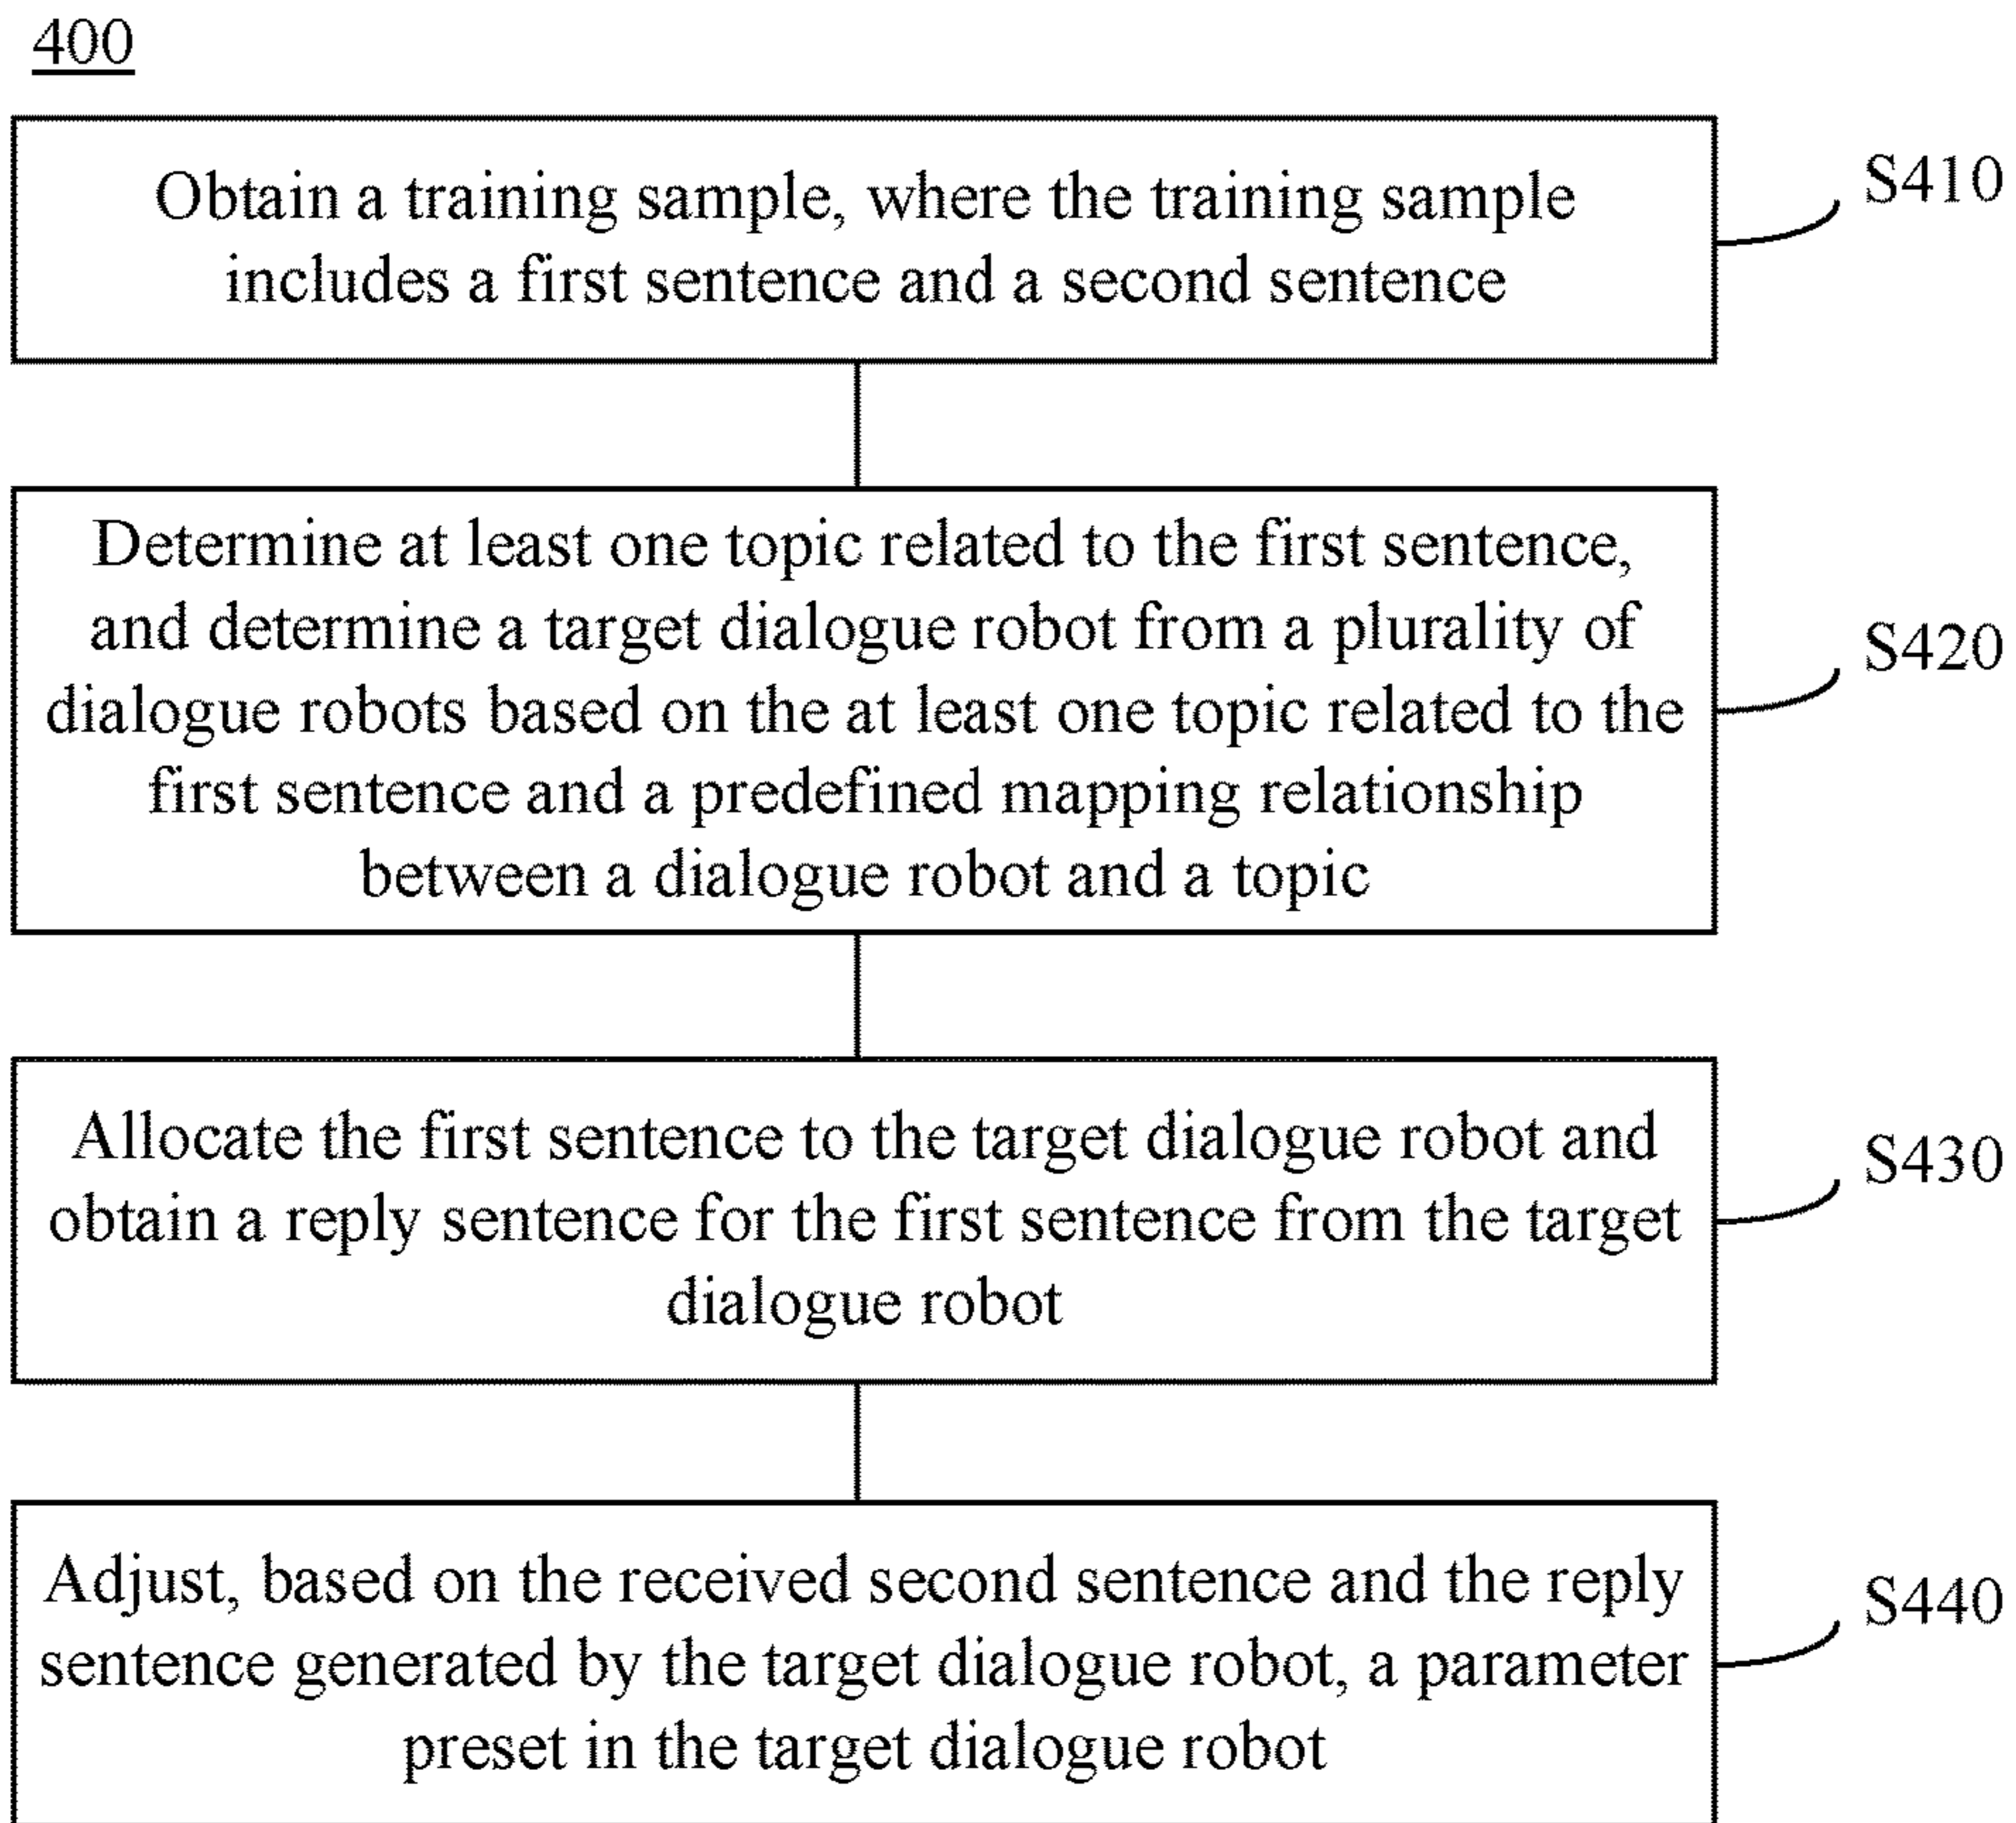 400
Obtain a training sample, where the training sample
includes a first sentence and a second sentence
S410
Determine at least one topic related to the first sentence,
and determine a target dialogue robot from a plurality of
dialogue robots based on the at least one topic related to the
first sentence and a predefined mapping relationship
between a dialogue robot and a topic
S420
Allocate the first sentence to the target dialogue robot and
obtain a reply sentence for the first sentence from the target
dialogue robot
S430
Adjust, based on the received second sentence and the reply
sentence generated by the target dialogue robot, a parameter
preset in the target dialogue robot
S440